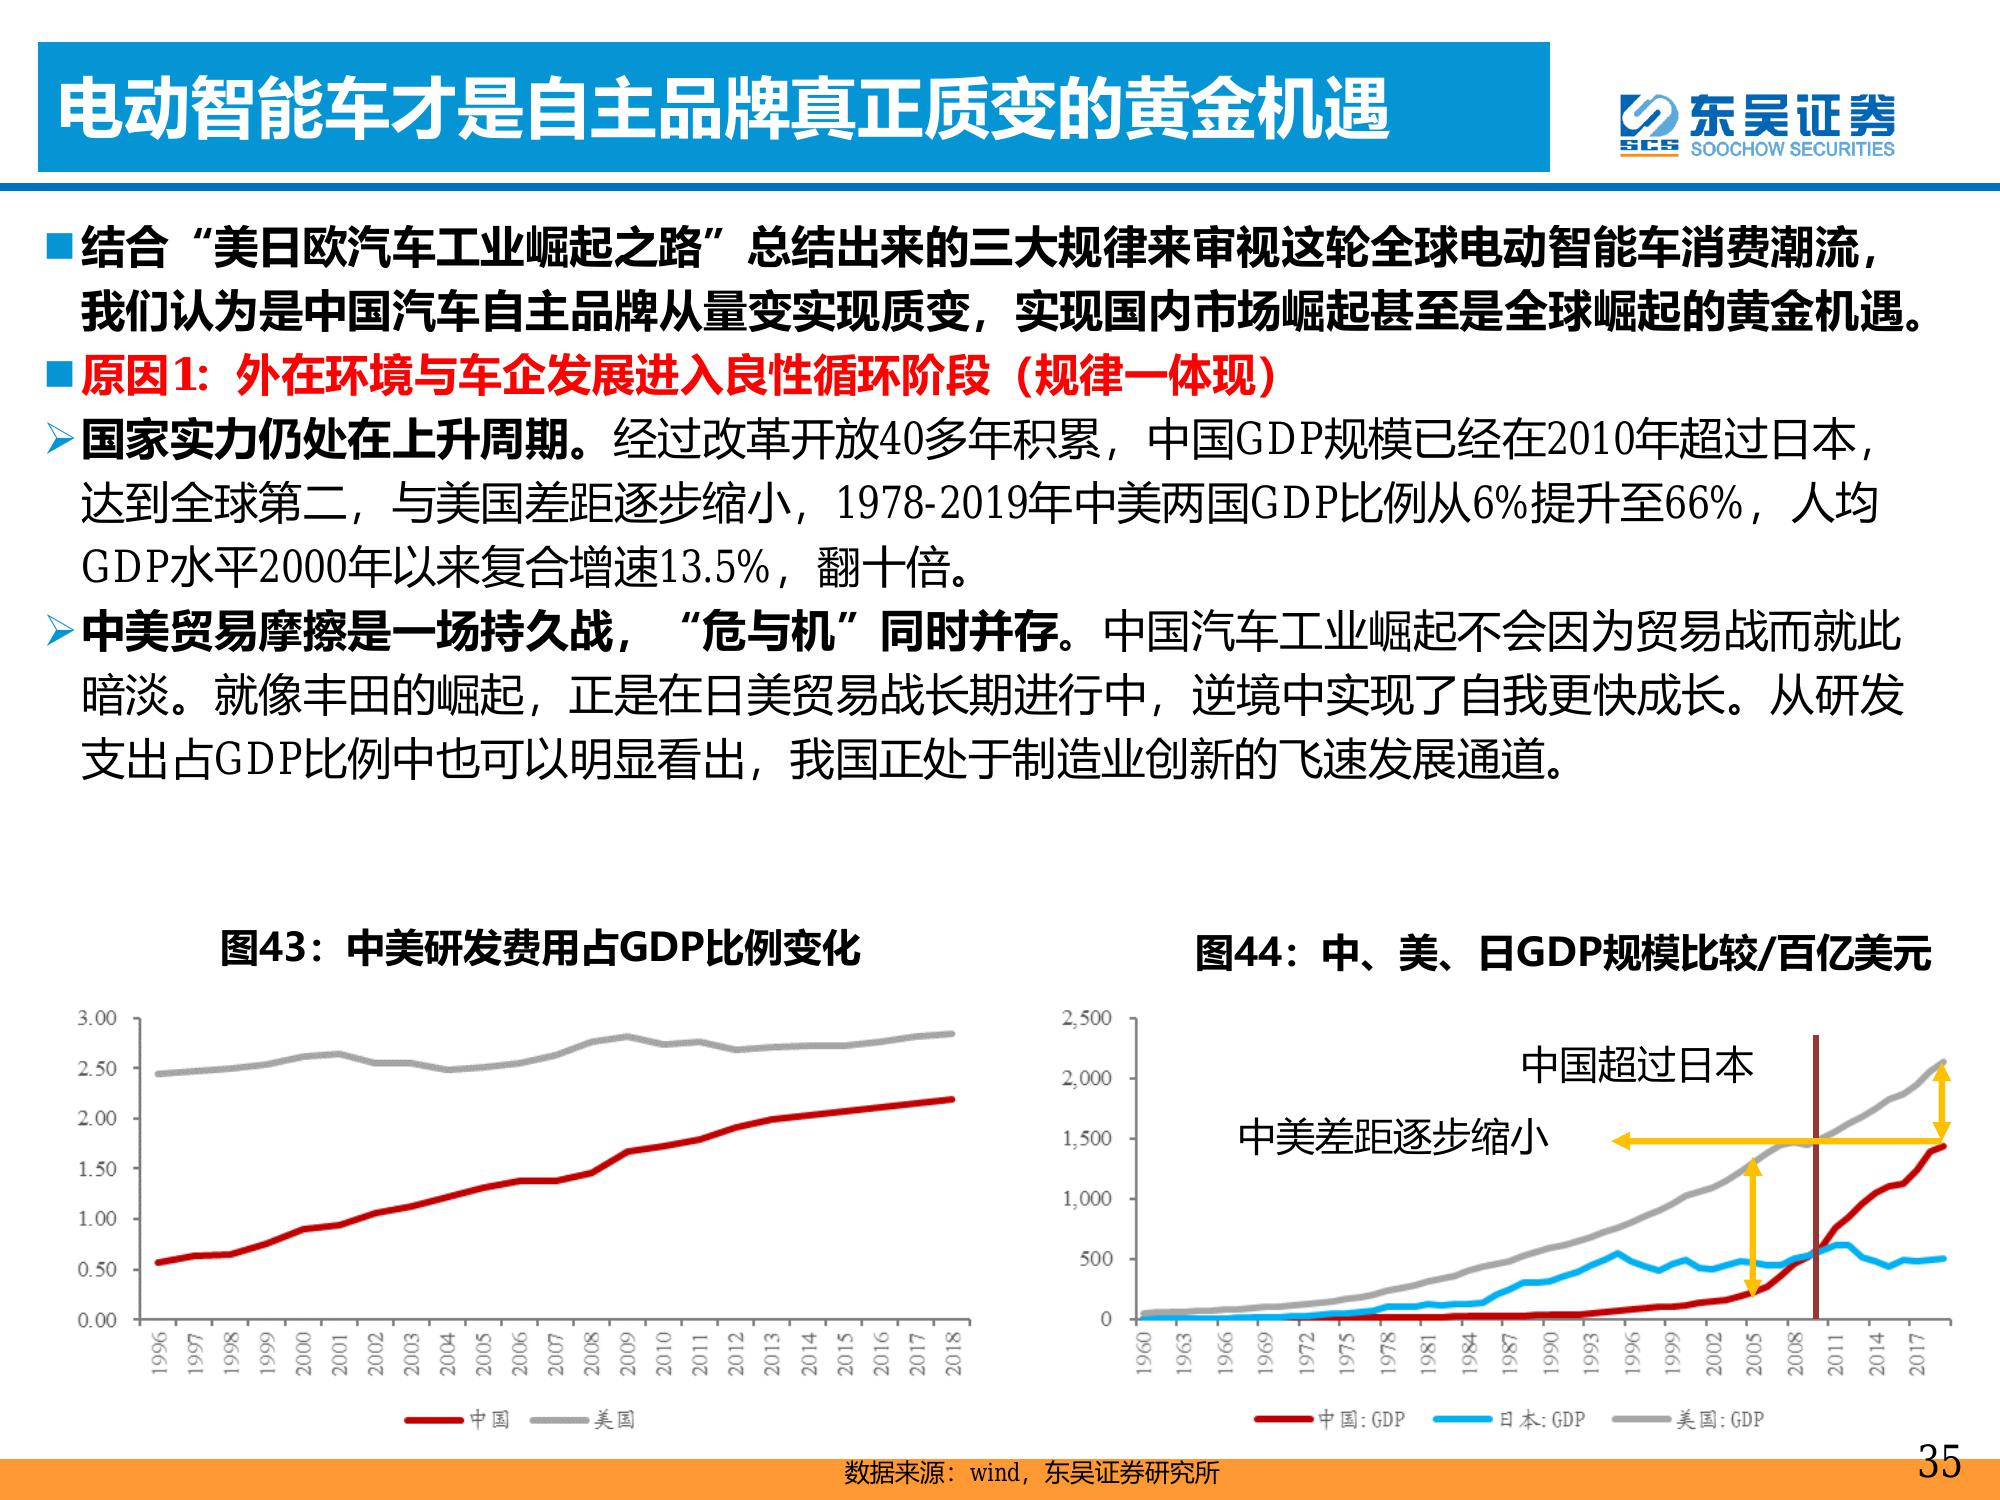 电动智能车才是自主品牌真正质变的黄金机遇
东吴证券
SCS
SOOCHOW SECURITIES
结合“美日欧汽车工业崛起之路”总结出来的三大规律来审视这轮全球电动智能车消费潮流，
我们认为是中国汽车自主品牌从量变实现质变，实现国内市场崛起甚至是全球崛起的黄金机遇。
原因1：外在环境与车企发展进入良性循环阶段（规律一体现）
国家实力仍处在上升周期。经过改革开放40多年积累，中国GDP规模已经在2010年超过日本，
达到全球第二，与美国差距逐步缩小，1978-2019年中美两国GDP比例从6%提升至66%，人均
GDP水平2000年以来复合增速13.5%，翻十倍。
中美贸易摩擦是一场持久战，“危与机”同时并存。中国汽车工业崛起不会因为贸易战而就此
暗淡。就像丰田的崛起，正是在日美贸易战长期进行中，逆境中实现了自我更快成长。从研发
支出占GDP比例中也可以明显看出，我国正处于制造业创新的飞速发展通道。
图43：中美研发费用占GDP比例变化
3.00
2.50
2.00
1.50
1.00
0.50
0.00
1996 1997 1998 1999 2000 2001 2002 2003 2004 2005 2006 2007 2008 2009 2010 2011 2012 2013 2014 2015 2016 2017 2018
中国 美国
图44：中、美、日GDP规模比较/百亿美元
2,500
2,000
1,500
1,000
500
0
中国超过日本
中美差距逐步缩小
1960 1963 1966 1969 1972 1975 1978 1981 1984 1987 1990 1993 1996 1999 2002 2005 2008 2011 2014 2017
中国:GDP 日本:GDP 美国:GDP
数据来源：wind，东吴证券研究所
35